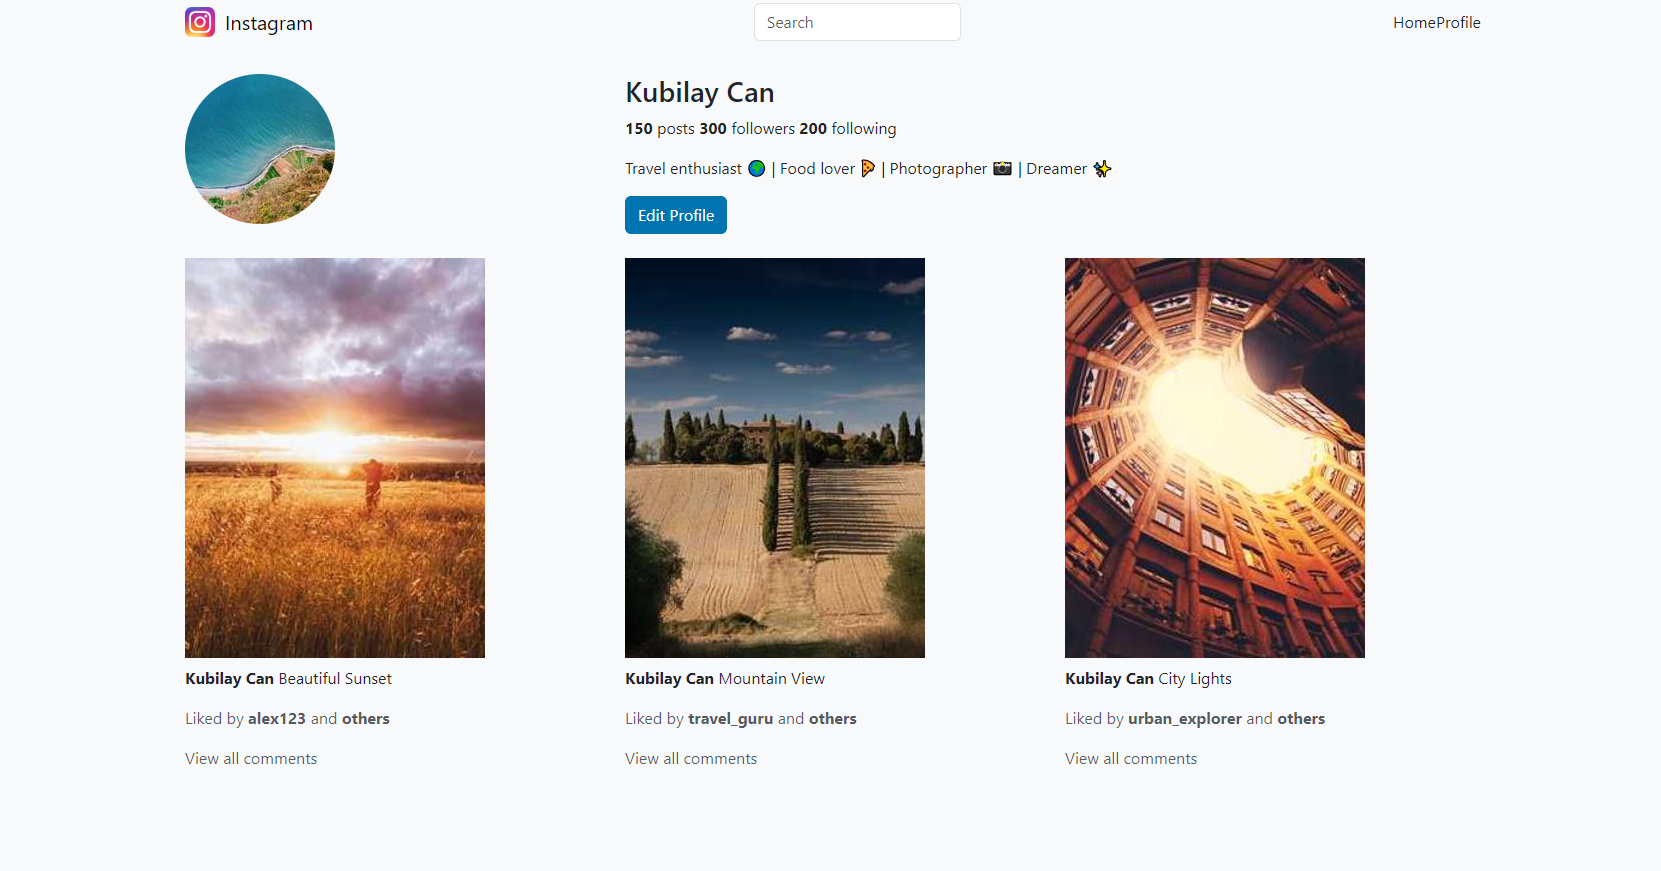 Instagram
Search
HomeProfile
Kubilay Can
150 posts 300 followers 200 following
Travel enthusiast 🌍 | Food lover 🍕 | Photographer 📷 | Dreamer ✨
Edit Profile
Kubilay Can Beautiful Sunset
Liked by alex123 and others
View all comments
Kubilay Can Mountain View
Liked by travel_guru and others
View all comments
Kubilay Can City Lights
Liked by urban_explorer and others
View all comments